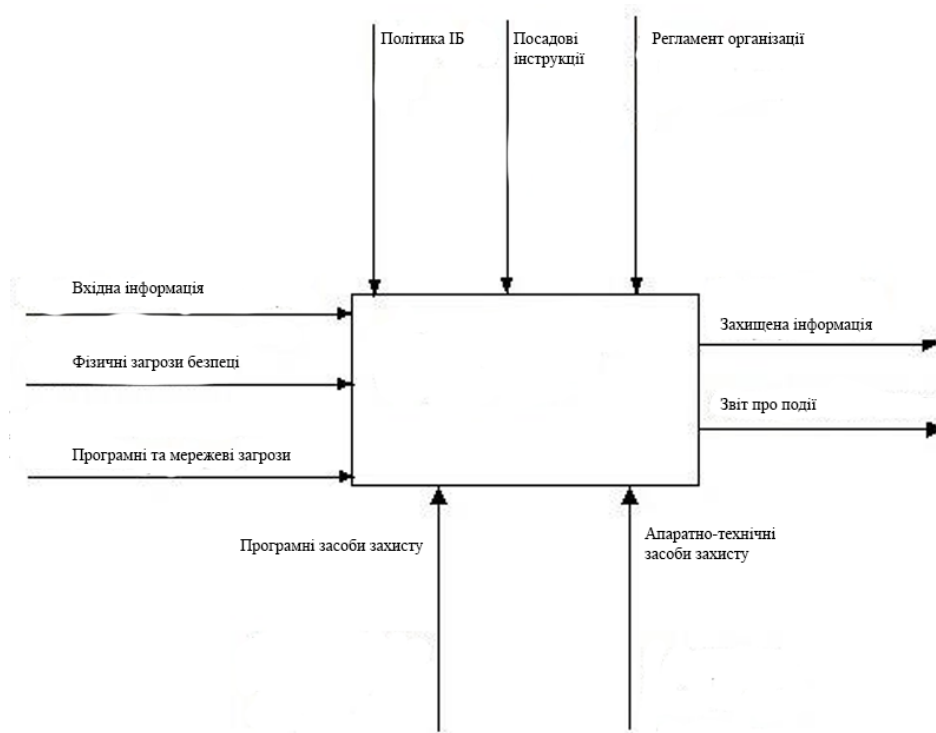 Політика ІБ
Посадові
інструкції
Регламент організації
Вхідна інформація
Фізичні загрози безпеці
Програмні та мережеві загрози
Захищена інформація
Звіт про події
Програмні засоби захисту
Апаратно-технічні
засоби захисту